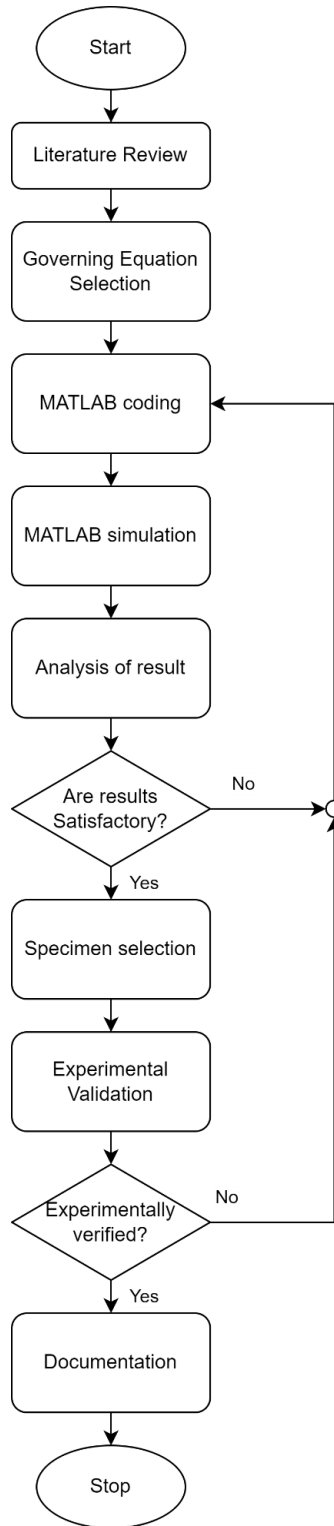 Start
Literature Review
Governing Equation
Selection
MATLAB coding
MATLAB simulation
Analysis of result
Are results
Satisfactory?
No
Yes
Specimen selection
Experimental
Validation
Experimentally
verified?
No
Yes
Documentation
Stop